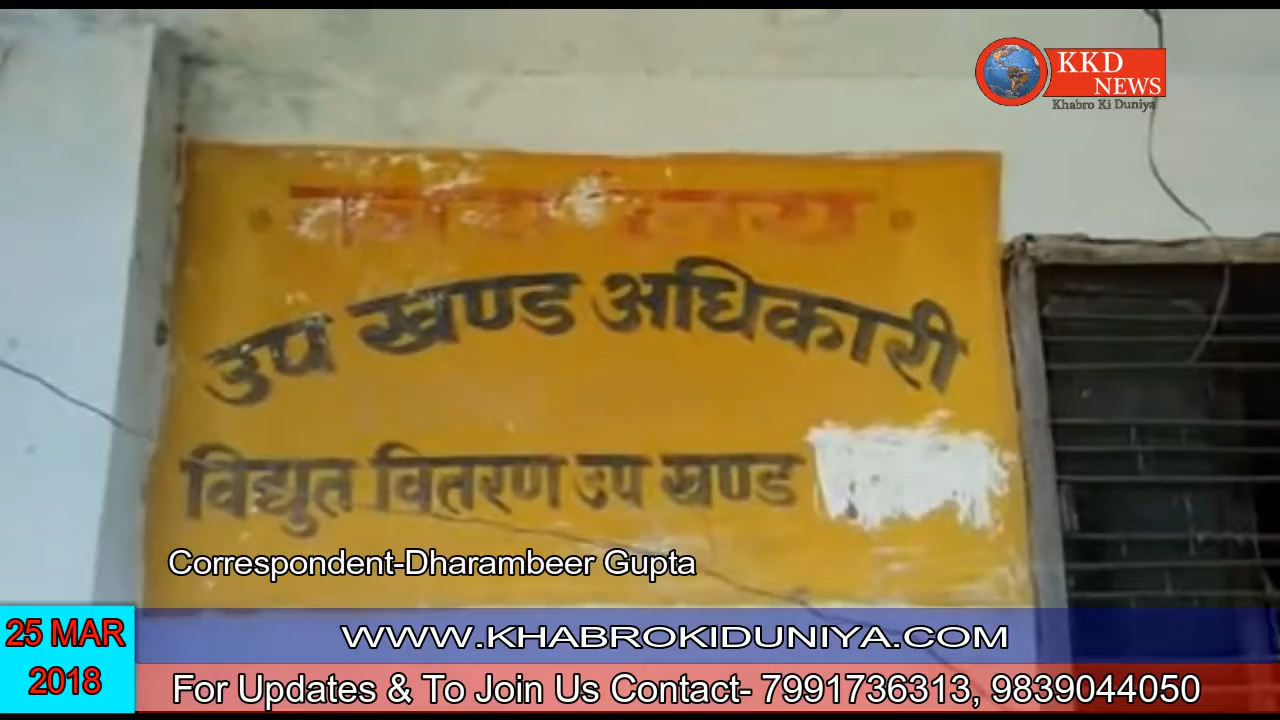 KKD
NEWS
Khabro Ki Duniya
कार्यालय
उप खण्ड अधिकारी
विद्युत वितरण उप खण्ड
Correspondent-Dharambeer Gupta
25 MAR
2018
WWW.KHABROKIDUNIYA.COM
For Updates & To Join Us Contact- 7991736313, 9839044050